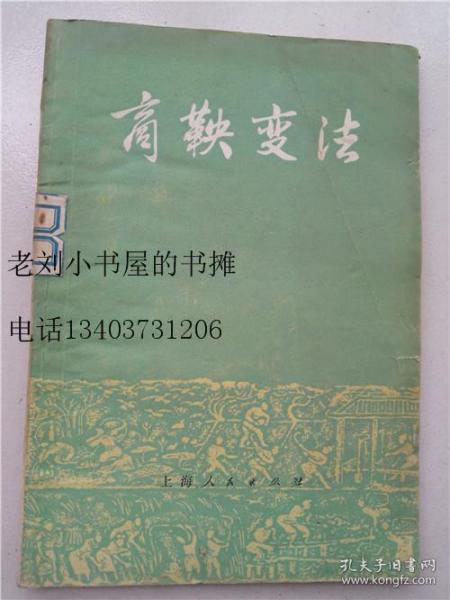 商鞅变法
老刘小书屋的书摊
电话13403731206
上海人民出版社
孔夫子旧书网
www.kongfz.com